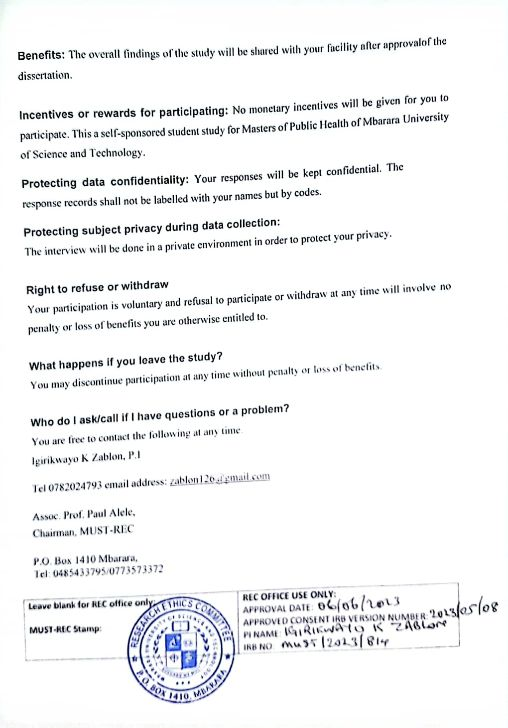 Benefits: The overall findings of the study will be shared with your facility after approvalof the
dissertation.
Incentives or rewards for participating: No monetary incentives will be given for you to
participate. This a self-sponsored student study for Masters of Public Health of Mbarara University
of Science and Technology.
Protecting data confidentiality: Your responses will be kept confidential. The
response records shall not be labelled with your names but by codes.
Protecting subject privacy during data collection:
The interview will be done in a private environment in order to protect your privacy.
Right to refuse or withdraw
Your participation is voluntary and refusal to participate or withdraw at any time will involve no
penalty or loss of benefits you are otherwise entitled to.
What happens if you leave the study?
You may discontinue participation at any time without penalty or loss of benefits.
Who do I ask/call if I have questions or a problem?
You are free to contact the following at any time.
Igirikwayo K Zablon, P.I
Tel 0782024793 email address: zablon126@gmail.com
Assoc. Prof. Paul Alele,
Chairman, MUST-REC
P.O. Box 1410 Mbarara,
Tel: 0485433795/0773573372
Leave blank for REC office only:
MUST-REC Stamp:
RESEARCH ETHICS COMMITTEE
P.O. BOX 1410, MBARARA
REC OFFICE USE ONLY:
APPROVAL DATE: 06/06/2023
APPROVED CONSENT IRB VERSION NUMBER: 2023/05/08
PI NAME: IGIRIKWAYO K ZABLON
IRB NO: MUST/2023/814